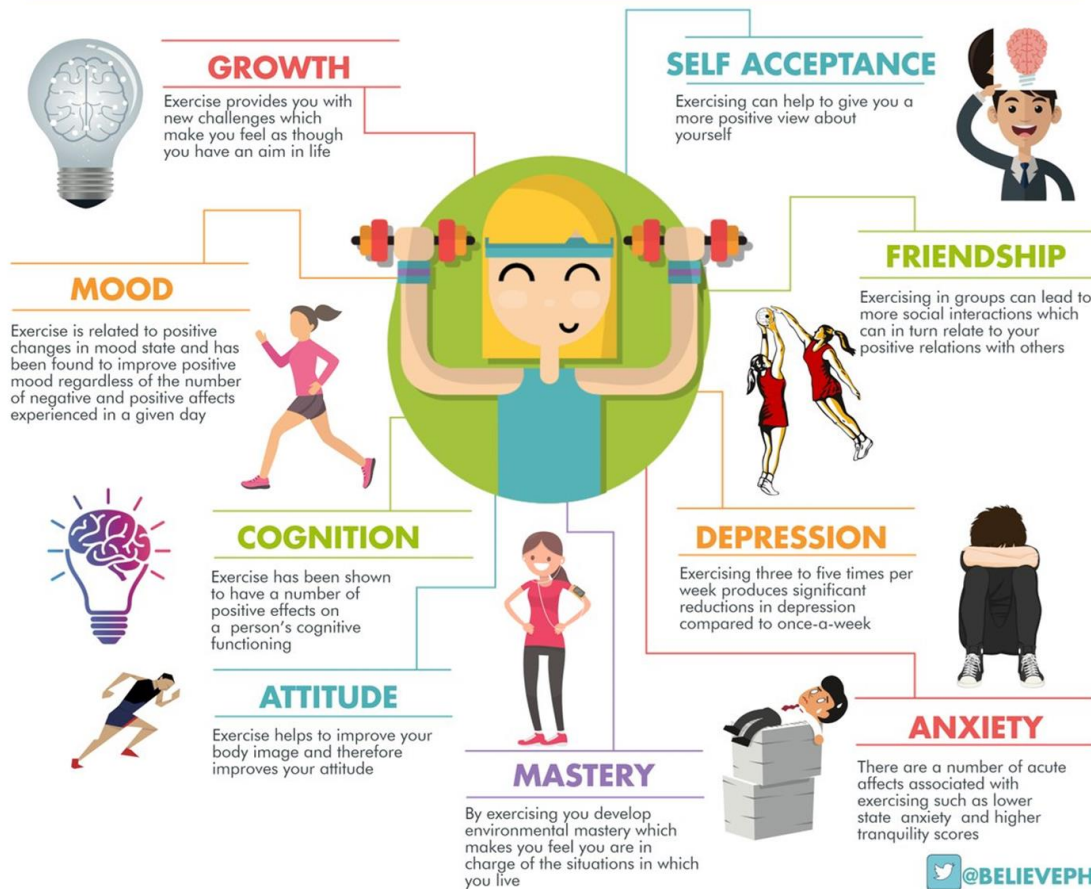 GROWTH
Exercise provides you with
new challenges which
make you feel as though
you have an aim in life
SELF ACCEPTANCE
Exercising can help to give you a
more positive view about
yourself
MOOD
Exercise is related to positive
changes in mood state and has
been found to improve positive
mood regardless of the number
of negative and positive affects
experienced in a given day
FRIENDSHIP
Exercising in groups can lead to
more social interactions which
can in turn relate to your
positive relations with others
COGNITION
Exercise has been shown
to have a number of
positive effects on
a person's cognitive
functioning
DEPRESSION
Exercising three to five times per
week produces significant
reductions in depression
compared to once-a-week
ATTITUDE
Exercise helps to improve your
body image and therefore
improves your attitude
MASTERY
By exercising you develop
environmental mastery which
makes you feel you are in
charge of the situations in which
you live
ANXIETY
There are a number of acute
affects associated with
exercising such as lower
state anxiety and higher
tranquility scores
@BELIEVEPH